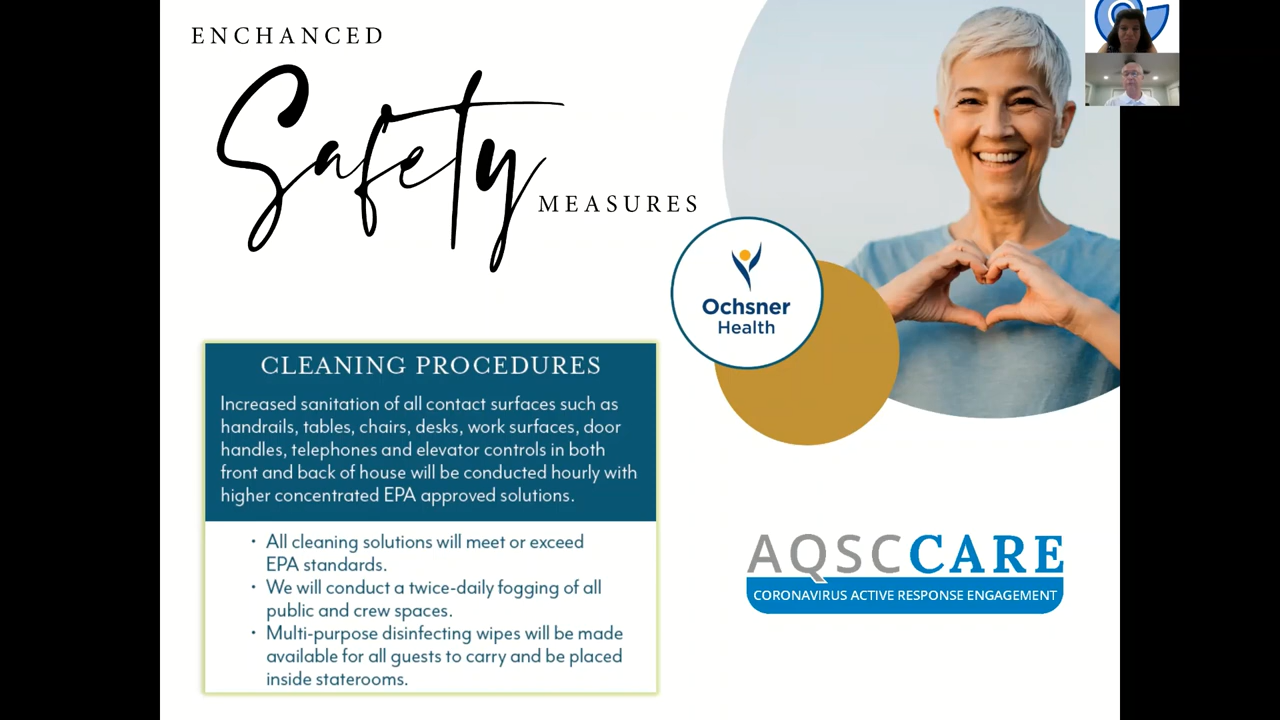 ENCHANCED
Safety
MEASURES
Ochsner
Health
CLEANING PROCEDURES
Increased sanitation of all contact surfaces such as
handrails, tables, chairs, desks, work surfaces, door
handles, telephones and elevator controls in both
front and back of house will be conducted hourly with
higher concentrated EPA approved solutions.
• All cleaning solutions will meet or exceed
EPA standards.
• We will conduct a twice-daily fogging of all
public and crew spaces.
• Multi-purpose disinfecting wipes will be made
available for all guests to carry and be placed
inside staterooms.
AQSCCARE
CORONAVIRUS ACTIVE RESPONSE ENGAGEMENT